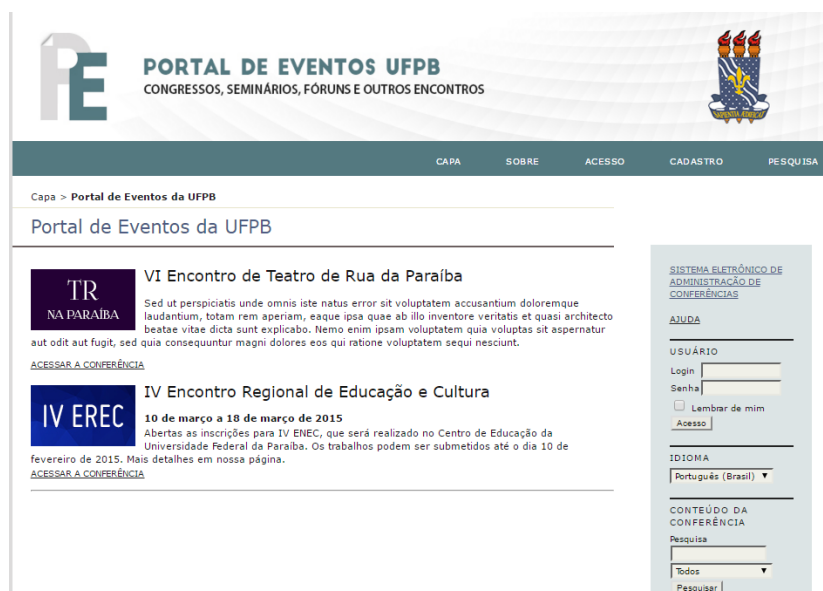 PE
PORTAL DE EVENTOS UFPB
CONGRESSOS, SEMINÁRIOS, FÓRUNS E OUTROS ENCONTROS
SAPIENTIA AEDIFICAT
CAPA SOBRE ACESSO CADASTRO PESQUISA
Capa > Portal de Eventos da UFPB
Portal de Eventos da UFPB
TR
NA PARAÍBA
VI Encontro de Teatro de Rua da Paraíba
Sed ut perspiciatis unde omnis iste natus error sit voluptatem accusantium doloremque
laudantium, totam rem aperiam, eaque ipsa quae ab illo inventore veritatis et quasi architecto
beatae vitae dicta sunt explicabo. Nemo enim ipsam voluptatem quia voluptas sit aspernatur
aut odit aut fugit, sed quia consequuntur magni dolores eos qui ratione voluptatem sequi nesciunt.
ACESSAR A CONFERÊNCIA
IV EREC
IV Encontro Regional de Educação e Cultura
10 de março a 18 de março de 2015
Abertas as inscrições para IV ENEC, que será realizado no Centro de Educação da
Universidade Federal da Paraíba. Os trabalhos podem ser submetidos até o dia 10 de
fevereiro de 2015. Mais detalhes em nossa página.
ACESSAR A CONFERÊNCIA
SISTEMA ELETRÔNICO DE
ADMINISTRAÇÃO DE
CONFERÊNCIAS
AJUDA
USUÁRIO
Login
Senha
Lembrar de mim
Acesso
IDIOMA
Português (Brasil)
CONTEÚDO DA
CONFERÊNCIA
Pesquisa
Todos
Pesquisar